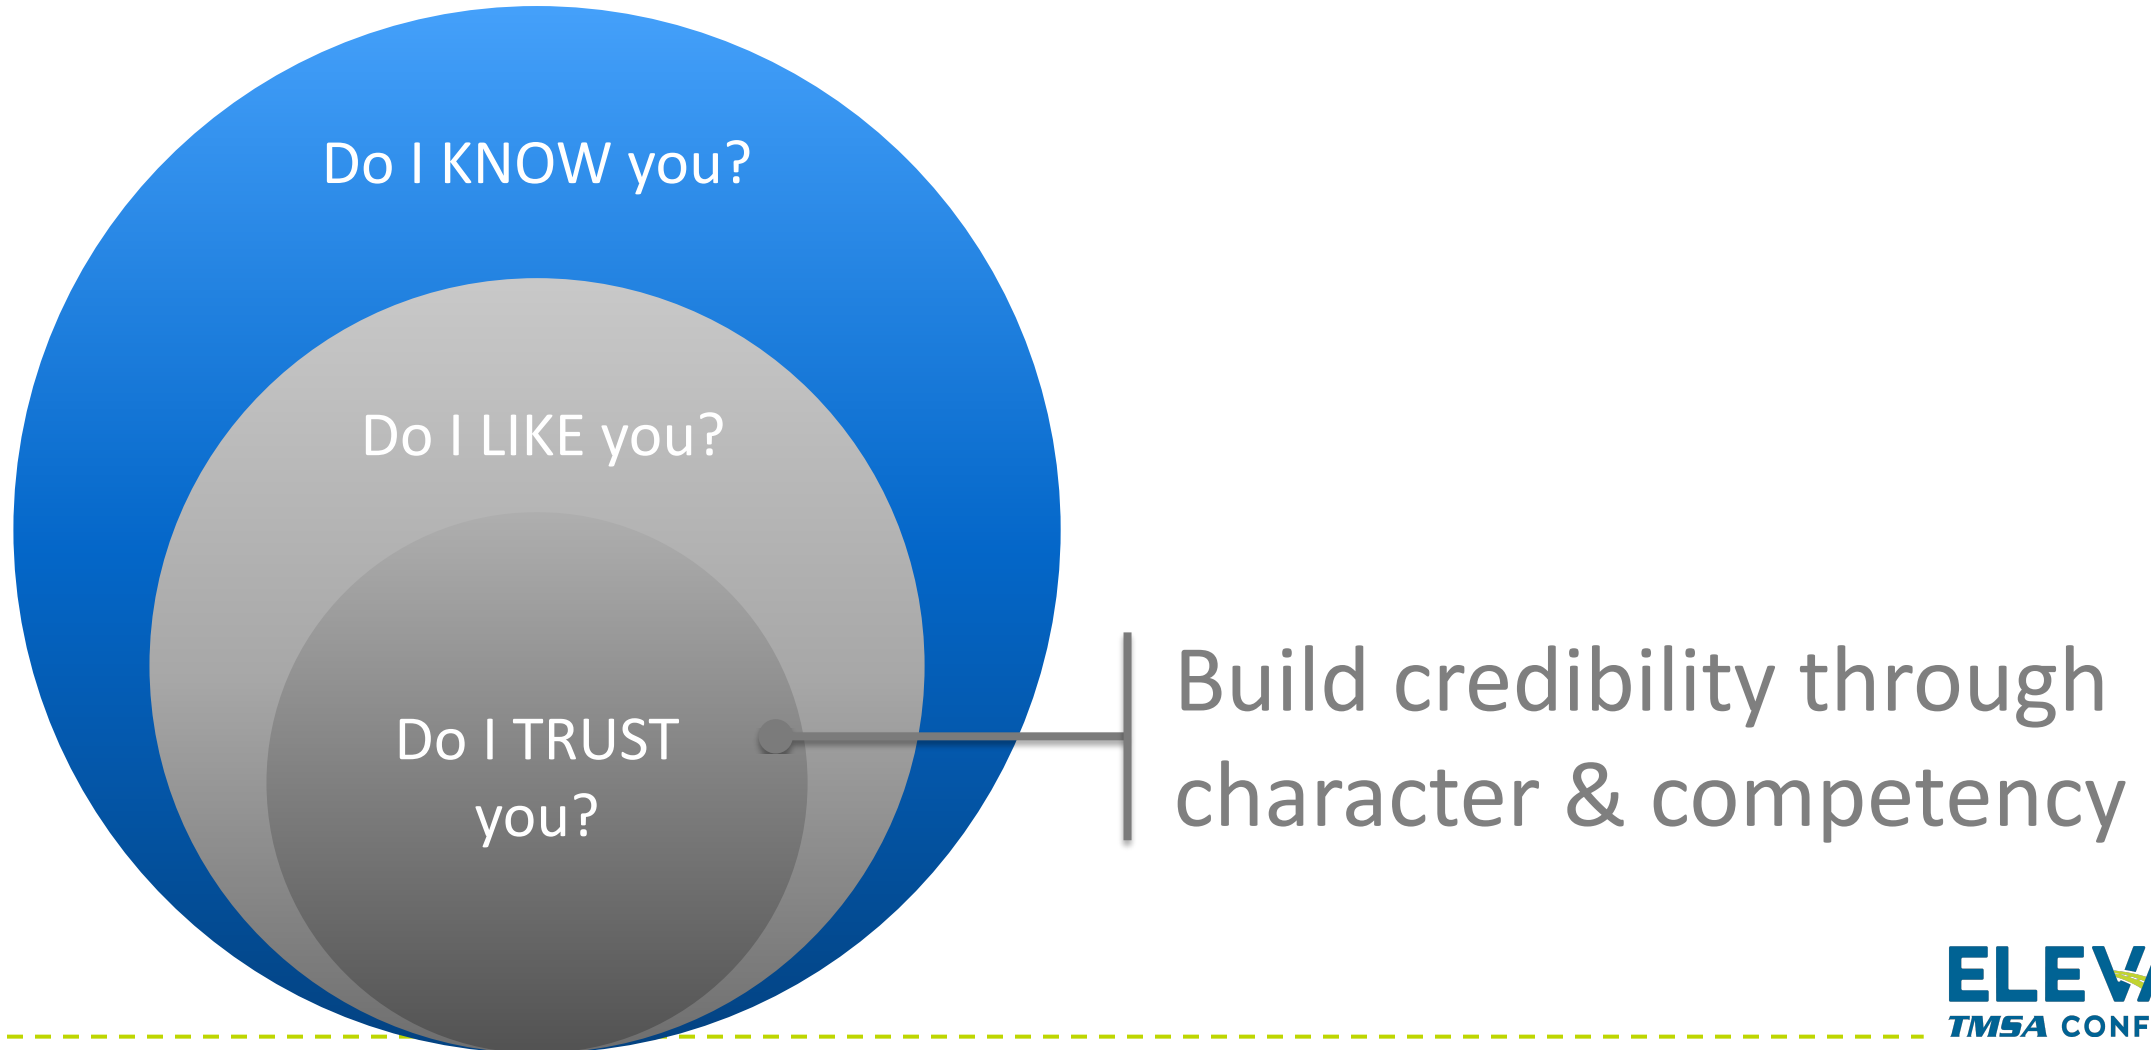 Do I KNOW you?
Do I LIKE you?
Do I TRUST
you?
Build credibility through
character & competency
TMSA